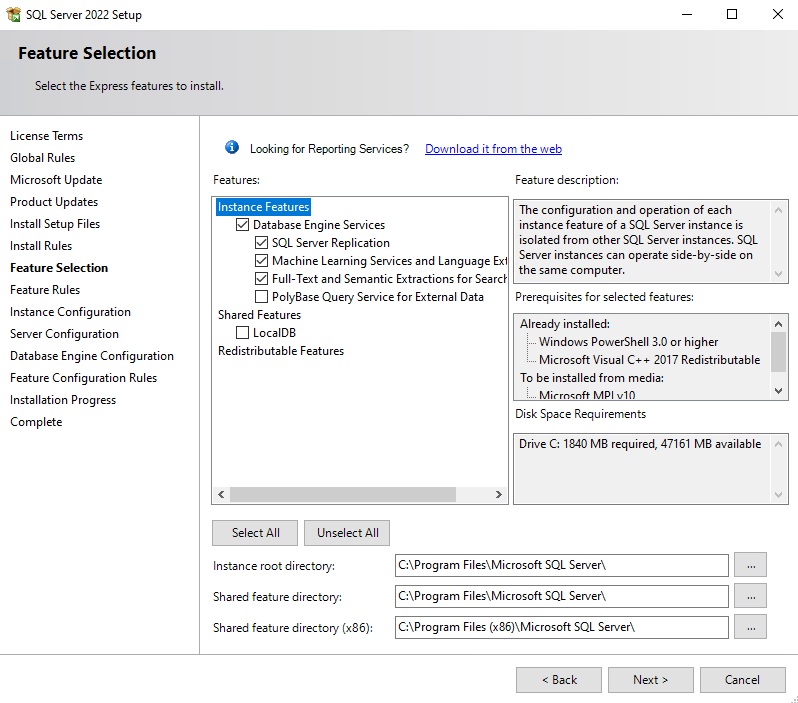 SQL Server 2022 Setup
Feature Selection
Select the Express features to install.
License Terms
Global Rules
Microsoft Update
Product Updates
Install Setup Files
Install Rules
Feature Selection
Feature Rules
Instance Configuration
Server Configuration
Database Engine Configuration
Feature Configuration Rules
Installation Progress
Complete
Looking for Reporting Services? Download it from the web
Features:
Instance Features
Database Engine Services
SQL Server Replication
Machine Learning Services and Language Ext
Full-Text and Semantic Extractions for Search
PolyBase Query Service for External Data
Shared Features
LocalDB
Redistributable Features
Feature description:
The configuration and operation of each
instance feature of a SQL Server instance is
isolated from other SQL Server instances. SQL
Server instances can operate side-by-side on
the same computer.
Prerequisites for selected features:
Already installed:
Windows PowerShell 3.0 or higher
Microsoft Visual C++ 2017 Redistributable
To be installed from media:
Microsoft MPI v10
Disk Space Requirements
Drive C: 1840 MB required, 47161 MB available
Select All
Unselect All
Instance root directory: C:\Program Files\Microsoft SQL Server\ ...
Shared feature directory: C:\Program Files\Microsoft SQL Server\ ...
Shared feature directory (x86): C:\Program Files (x86)\Microsoft SQL Server\ ...
< Back
Next >
Cancel